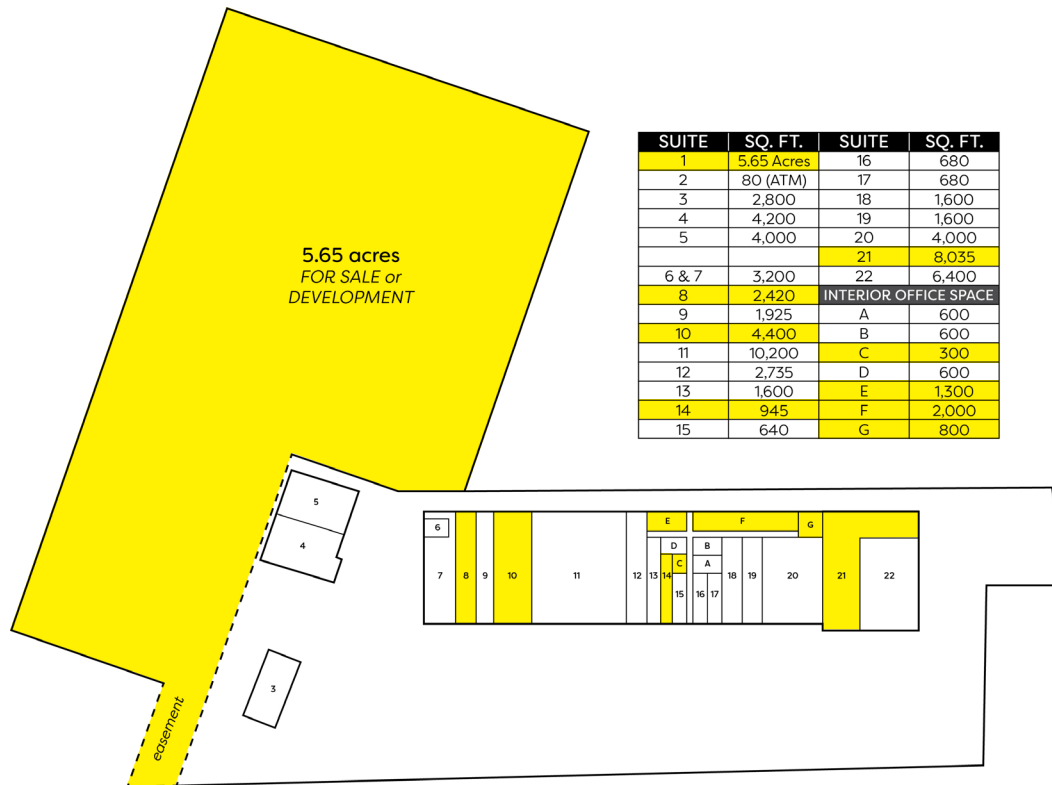 5.65 acres
FOR SALE or
DEVELOPMENT
SUITE SQ. FT. SUITE SQ. FT.
1 5.65 Acres 16 680
2 80 (ATM) 17 680
3 2,800 18 1,600
4 4,200 19 1,600
5 4,000 20 4,000
21 8,035
6 & 7 3,200 22 6,400
8 2,420 INTERIOR OFFICE SPACE
9 1,925 A 600
10 4,400 B 600
11 10,200 C 300
12 2,735 D 600
13 1,600 E 1,300
14 945 F 2,000
15 640 G 800
5
4
3
easement
6
E F G
D B
C A
7 8 9 10 11 12 13 14 15 16 17 18 19 20 21 22